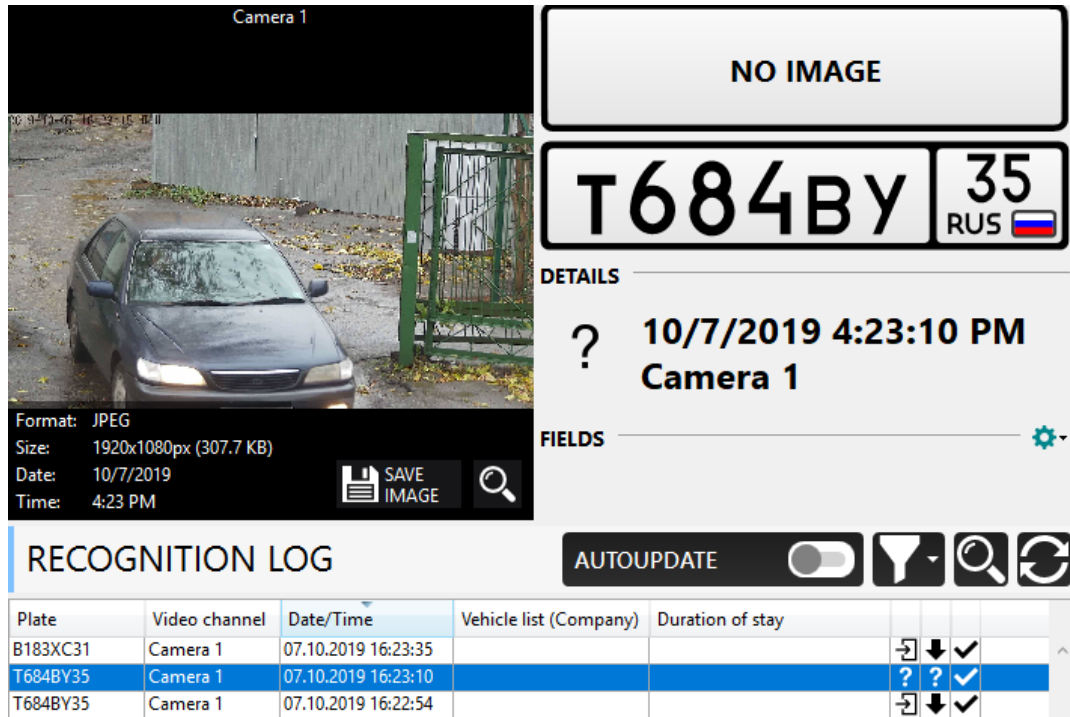 Camera 1
NO IMAGE
T684BY 35
RUS
DETAILS
?
10/7/2019 4:23:10 PM
Camera 1
Format: JPEG
Size: 1920x1080px (307.7 KB)
Date: 10/7/2019
Time: 4:23 PM
SAVE
IMAGE
FIELDS
RECOGNITION LOG
AUTOUPDATE
Plate Video channel Date/Time Vehicle list (Company) Duration of stay
B183XC31 Camera 1 07.10.2019 16:23:35
T684BY35 Camera 1 07.10.2019 16:23:10 ? ?
T684BY35 Camera 1 07.10.2019 16:22:54